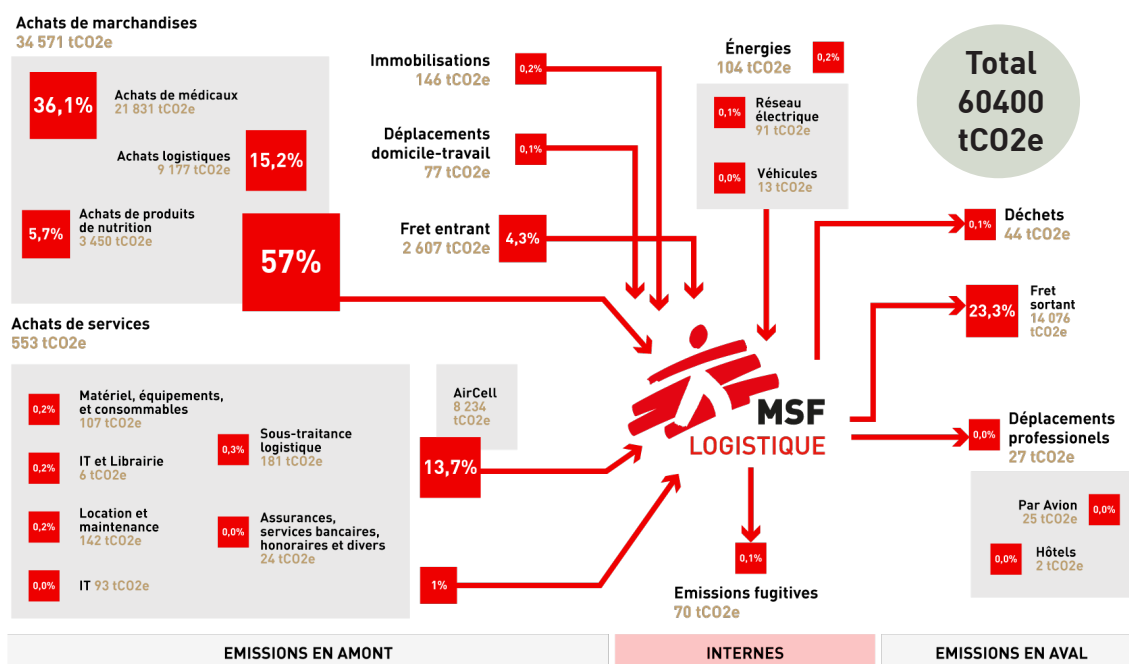 Achats de marchandises
34 571 tCO2e
36,1%
Achats de médicaux
21 831 tCO2e
Achats logistiques
9 177 tCO2e
15,2%
5,7%
Achats de produits
de nutrition
3 450 tCO2e
57%
Immobilisations
146 tCO2e
0,2%
Déplacements
domicile-travail
77 tCO2e
0,1%
Fret entrant
2 607 tCO2e
4,3%
Énergies
104 tCO2e
0,2%
0,1%
Réseau
électrique
91 tCO2e
0,0%
Véhicules
13 tCO2e
Total
60400
tCO2e
0,1%
Déchets
44 tCO2e
23,3%
Fret
sortant
14 076
tCO2e
Achats de services
553 tCO2e
0,2%
Matériel, équipements,
et consommables
107 tCO2e
0,2%
IT et Librairie
6 tCO2e
0,2%
Location et
maintenance
142 tCO2e
0,0%
IT 93 tCO2e
0,3%
Sous-traitance
logistique
181 tCO2e
0,0%
Assurances,
services bancaires,
honoraires et divers
24 tCO2e
AirCell
8 234
tCO2e
13,7%
1%
MSF
LOGISTIQUE
0,1%
Emissions fugitives
70 tCO2e
0,0%
Déplacements
professionels
27 tCO2e
Par Avion
25 tCO2e
0,0%
0,0%
Hôtels
2 tCO2e
EMISSIONS EN AMONT
INTERNES
EMISSIONS EN AVAL